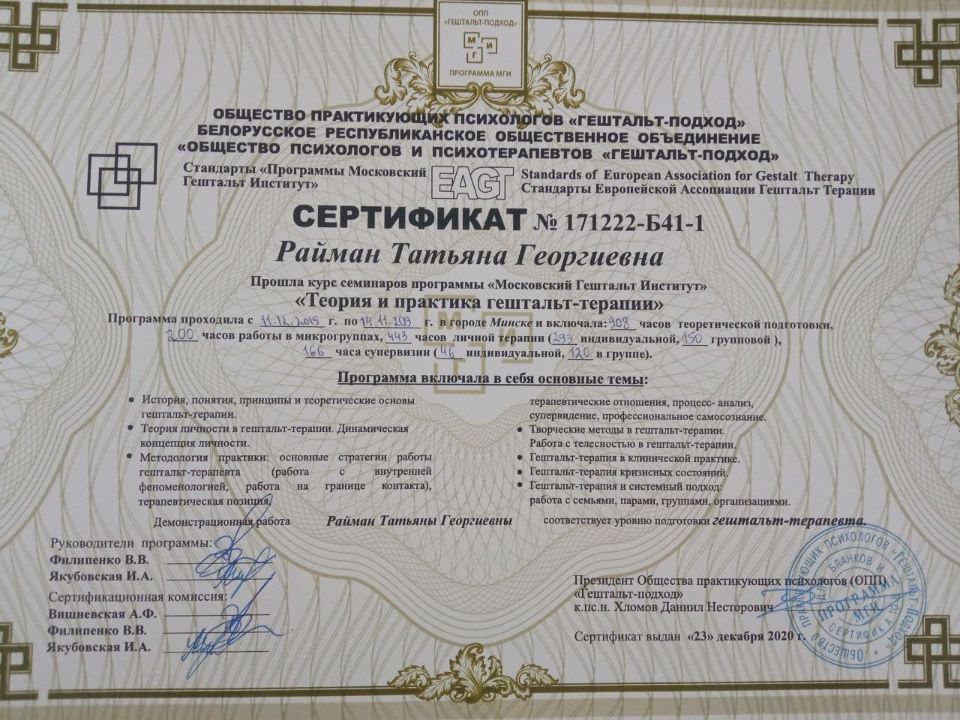 ОПП
«ГЕШТАЛЬТ-ПОДХОД»
М
И
Г
ПРОГРАММА МГИ
ОБЩЕСТВО ПРАКТИКУЮЩИХ ПСИХОЛОГОВ «ГЕШТАЛЬТ-ПОДХОД»
БЕЛОРУССКОЕ РЕСПУБЛИКАНСКОЕ ОБЩЕСТВЕННОЕ ОБЪЕДИНЕНИЕ
«ОБЩЕСТВО ПСИХОЛОГОВ И ПСИХОТЕРАПЕВТОВ «ГЕШТАЛЬТ-ПОДХОД»
Стандарты «Программы Московский
Гештальт Институт»
EAGT
Standards of European Association for Gestalt Therapy
Стандарты Европейской Ассоциации Гештальт Терапии
СЕРТИФИКАТ № 171222-Б41-1
Райман Татьяна Георгиевна
Прошла курс семинаров программы «Московский Гештальт Институт»
«Теория и практика гештальт-терапии»
Программа проходила с 11.12.2015 г. по 14.11.209 г. в городе Минске и включала: 908 часов теоретической подготовки,
200 часов работы в микрогруппах, 443 часов личной терапии (293 индивидуальной, 150 групповой ),
166 часа супервизии (46 индивидуальной, 120 в группе).
Программа включала в себя основные темы:
• История, понятия, принципы и теоретические основы
гештальт-терапии.
• Теория личности в гештальт-терапии. Динамическая
концепция личности.
• Методология практики: основные стратегии работы
гештальт-терапевта (работа с внутренней
феноменологией, работа на границе контакта),
терапевтическая позиция,
терапевтические отношения, процесс- анализ,
супервидение, профессиональное самосознание.
• Творческие методы в гештальт-терапии.
Работа с телесностью в гештальт-терапии.
• Гештальт-терапия в клинической практике.
• Гештальт-терапия кризисных состояний.
• Гештальт-терапия и системный подход:
работа с семьями, парами, группами, организациями.
Демонстрационная работа Райман Татьяны Георгиевны соответствует уровню подготовки гештальт-терапевта.
Руководители программы:
Филипенко В.В.
Якубовская И.А.
Сертификационная комиссия:
Вишневская А.Ф.
Филипенко В.В.
Якубовская И.А.
Президент Общества практикующих психологов (ОПП)
«Гештальт-подход»
к.пс.н. Хломов Даниил Несторович
Сертификат выдан «23» декабря 2020 г.
ПРОГРАММА
МГИ